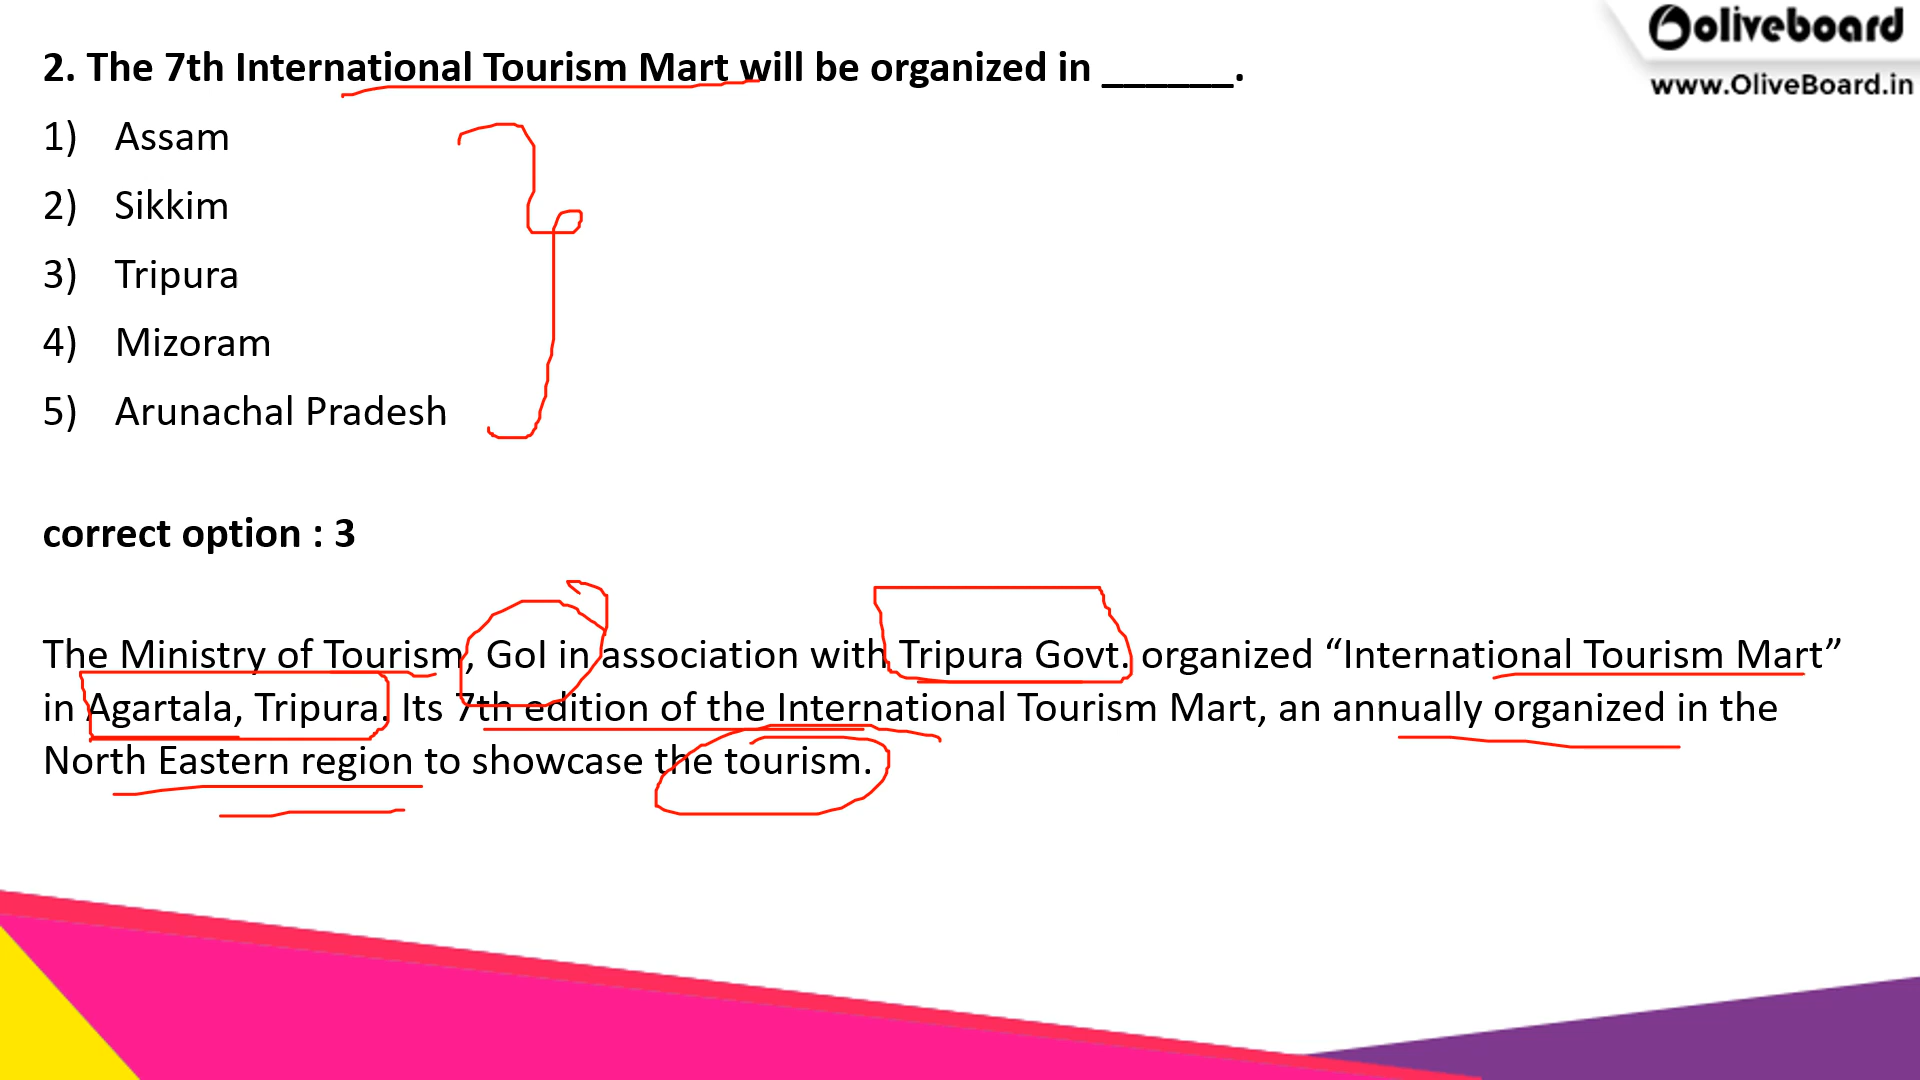 oliveboard
www.OliveBoard.in
2. The 7th International Tourism Mart will be organized in ______.
1) Assam
2) Sikkim
3) Tripura
4) Mizoram
5) Arunachal Pradesh
correct option : 3
The Ministry of Tourism, GoI in association with Tripura Govt. organized “International Tourism Mart”
in Agartala, Tripura. Its 7th edition of the International Tourism Mart, an annually organized in the
North Eastern region to showcase the tourism.